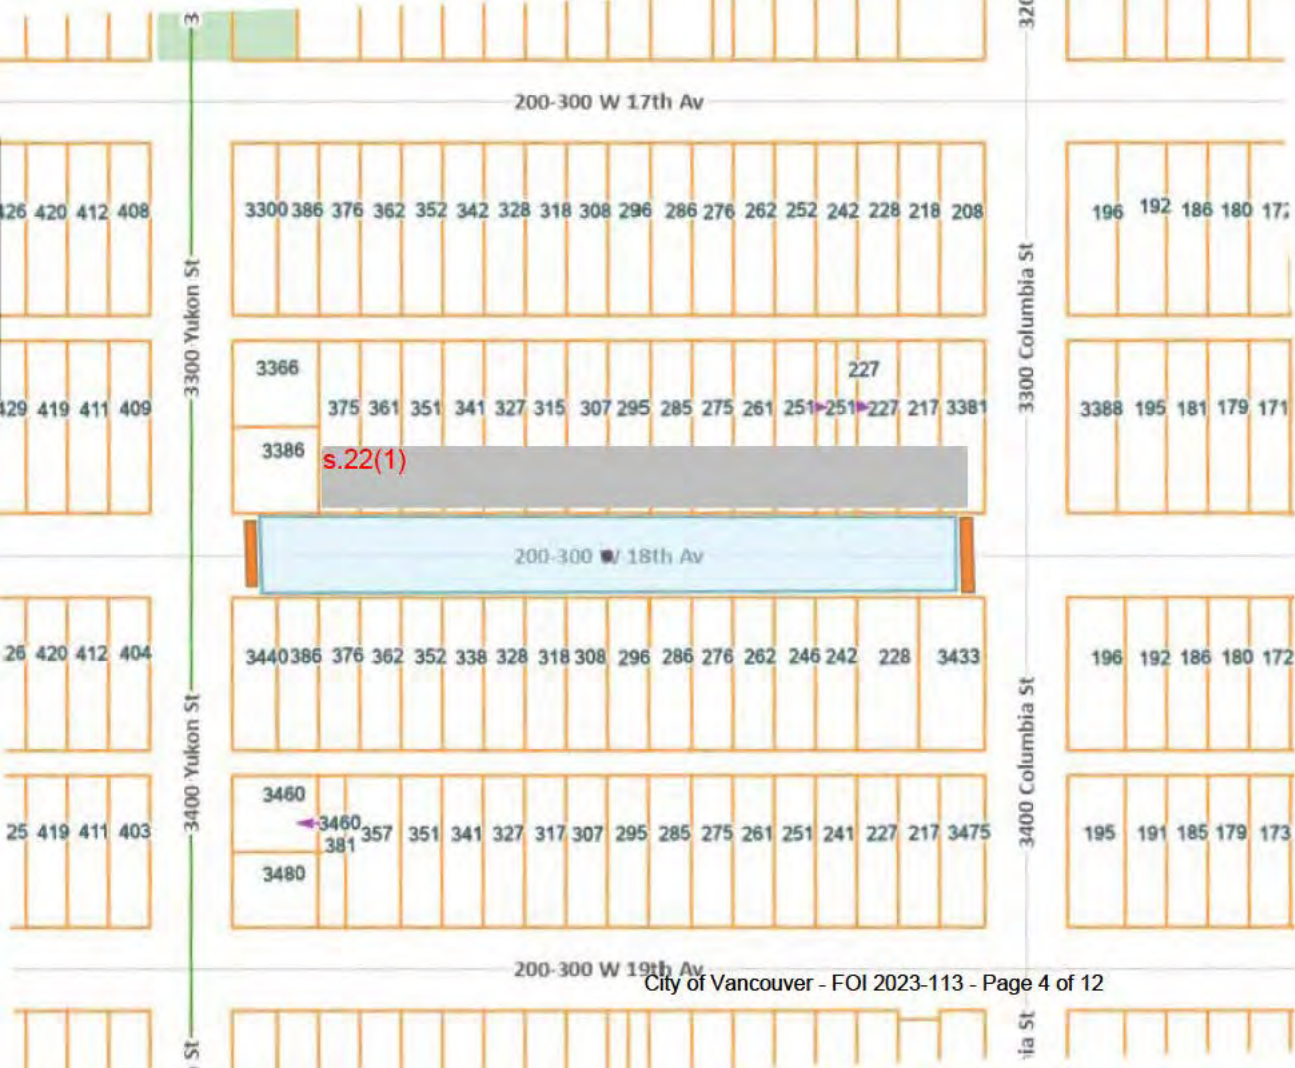 3
320
200-300 W 17th Av
426 420 412 408
3300 386 376 362 352 342 328 318 308 296 286 276 262 252 242 228 218 208
196 192 186 180
3300 Yukon St
3300 Columbia St
3366
227
429 419 411 409
375 361 351 341 327 315 307 295 285 275 261 251 251 227 217 3381
3388 195 181 179 171
3386
s.22(1)
200-300 W 18th Av
26 420 412 404
3440 386 376 362 352 338 328 318 308 296 286 276 262 246 242 228 3433
196 192 186 180 172
3400 Yukon St
3400 Columbia St
3460
3460
381
25 419 411 403
357 351 341 327 317 307 295 285 275 261 251 241 227 217 3475
195 191 185 179 173
3480
200-300 W 19th Av
City of Vancouver - FOI 2023-113 - Page 4 of 12
St
ia St